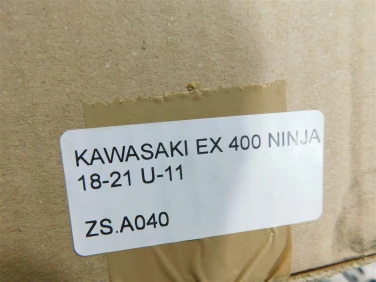 KAWASAKI EX 400 NINJA
18-21 U-11
ZS.A040